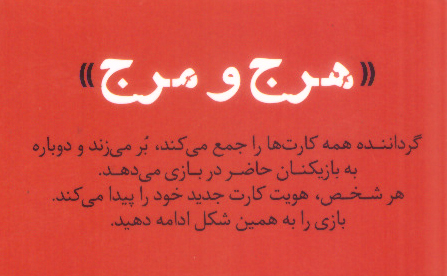 «هرج و مرج»
گرداننده همه کارت‌ها را جمع می‌کند، بُر می‌زند و دوباره
به بازیکنان حاضر در بازی می‌دهد.
هر شخص، هویت کارت جدید خود را پیدا می‌کند.
بازی را به همین شکل ادامه دهید.